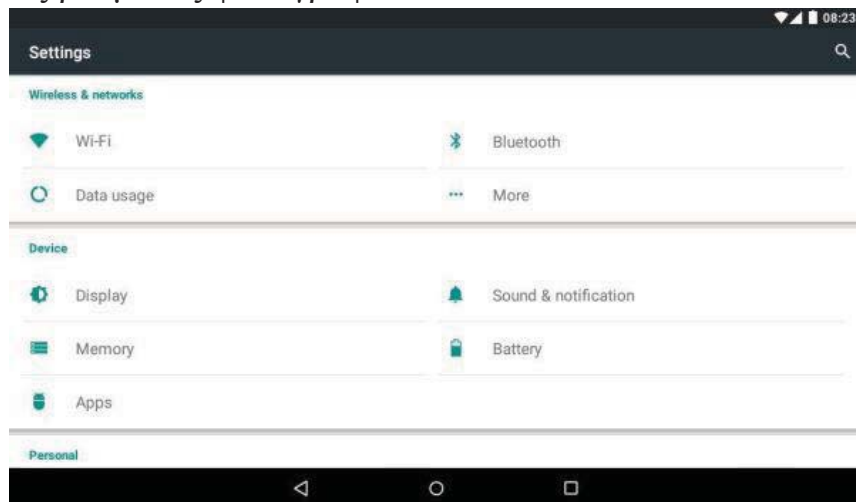 08:23
Settings
Wireless & networks
Wi-Fi
Bluetooth
Data usage
More
Device
Display
Sound & notification
Memory
Battery
Apps
Personal